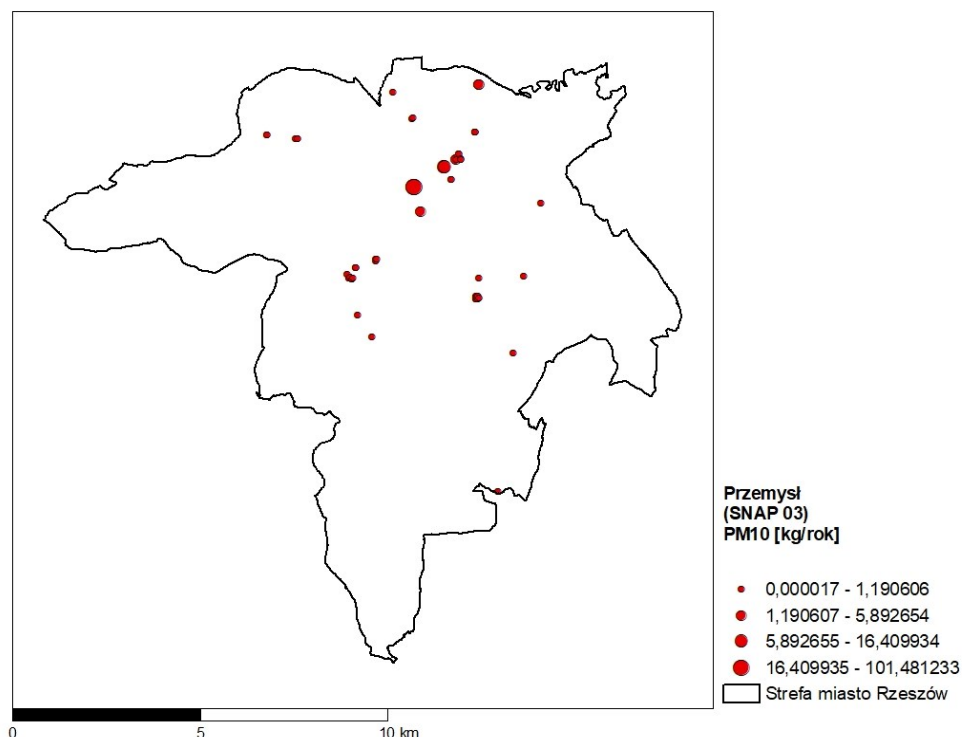 Przemysł
(SNAP 03)
PM10 [kg/rok]
0,000017 - 1,190606
1,190607 - 5,892654
5,892655 - 16,409934
16,409935 - 101,481233
Strefa miasto Rzeszów
0 5 10 km